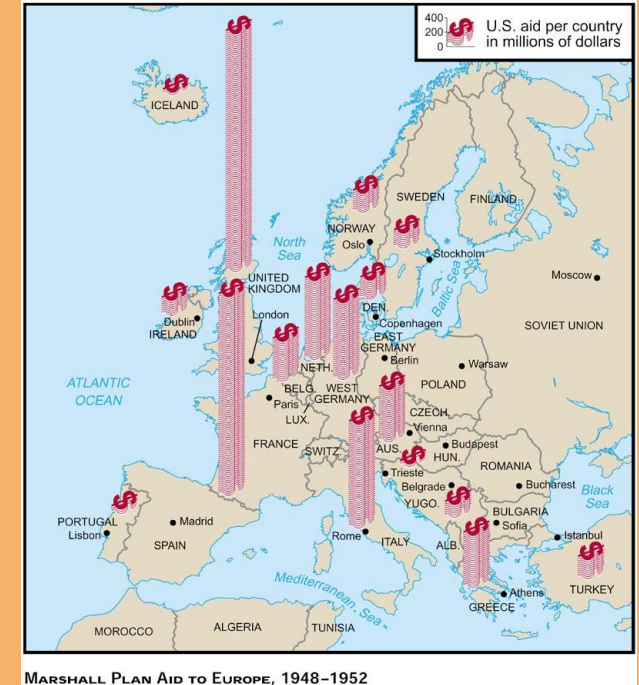 400
200
0
U.S. aid per country
in millions of dollars
ICELAND
SWEDEN
FINLAND
NORWAY
Oslo
North
Sea
Stockholm
Baltic Sea
Moscow
UNITED
KINGDOM
DEN.
Copenhagen
London
Dublin
IRELAND
SOVIET UNION
EAST
GERMANY
Berlin
Warsaw
NETH.
ATLANTIC
OCEAN
BELG.
WEST
GERMANY
POLAND
Paris
LUX.
CZECH.
Vienna
FRANCE
SWITZ.
AUS.
Budapest
HUN.
ROMANIA
Trieste
Belgrade
Bucharest
YUGO.
Black
Sea
PORTUGAL
Lisbon
Madrid
SPAIN
BULGARIA
Sofia
Rome
ITALY
ALB.
Istanbul
Mediterranean Sea
TURKEY
Athens
GREECE
MOROCCO
ALGERIA
TUNISIA
MARSHALL PLAN AID TO EUROPE, 1948–1952